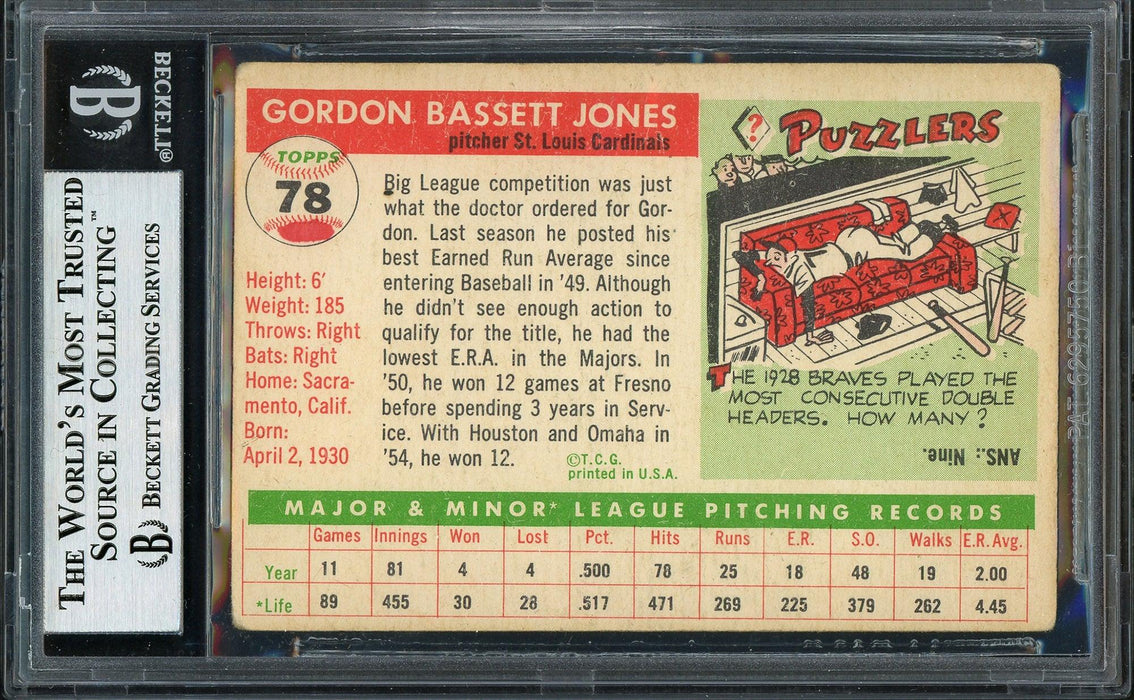 BECKETT®
B
THE WORLD'S MOST TRUSTED
SOURCE IN COLLECTING™
B BECKETT GRADING SERVICES
GORDON BASSETT JONES
pitcher St. Louis Cardinals
TOPPS
78
Height: 6'
Weight: 185
Throws: Right
Bats: Right
Home: Sacra-
mento, Calif.
Born:
April 2, 1930
Big League competition was just
what the doctor ordered for Gor-
don. Last season he posted his
best Earned Run Average since
entering Baseball in '49. Although
he didn't see enough action to
qualify for the title, he had the
lowest E.R.A. in the Majors. In
'50, he won 12 games at Fresno
before spending 3 years in Serv-
ice. With Houston and Omaha in
'54, he won 12.
©T.C.G.
printed in U.S.A.
? PUZZLERS
THE 1928 BRAVES PLAYED THE
MOST CONSECUTIVE DOUBLE
HEADERS. HOW MANY?
ANS.: Nine.
MAJOR & MINOR* LEAGUE PITCHING RECORDS
Games Innings Won Lost Pct. Hits Runs E.R. S.O. Walks E.R. Avg.
Year 11 81 4 4 .500 78 25 18 48 19 2.00
*Life 89 455 30 28 .517 471 269 225 379 262 4.45